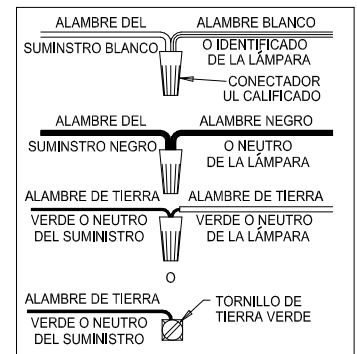 ALAMBRE DEL ALAMBRE BLANCO
SUMINSTRO BLANCO O IDENTIFICADO
DE LA LÁMPARA
CONECTADOR
UL CALIFICADO
ALAMBRE DEL ALAMBRE NEGRO
SUMINSTRO NEGRO O NEUTRO
DE LA LÁMPARA
ALAMBRE DE TIERRA ALAMBRE DE TIERRA
VERDE O NEUTRO VERDE O NEUTRO
DEL SUMINISTRO DE LA LÁMPARA
O
ALAMBRE DE TIERRA TORNILLO DE
VERDE O NEUTRO TIERRA VERDE
DEL SUMINISTRO